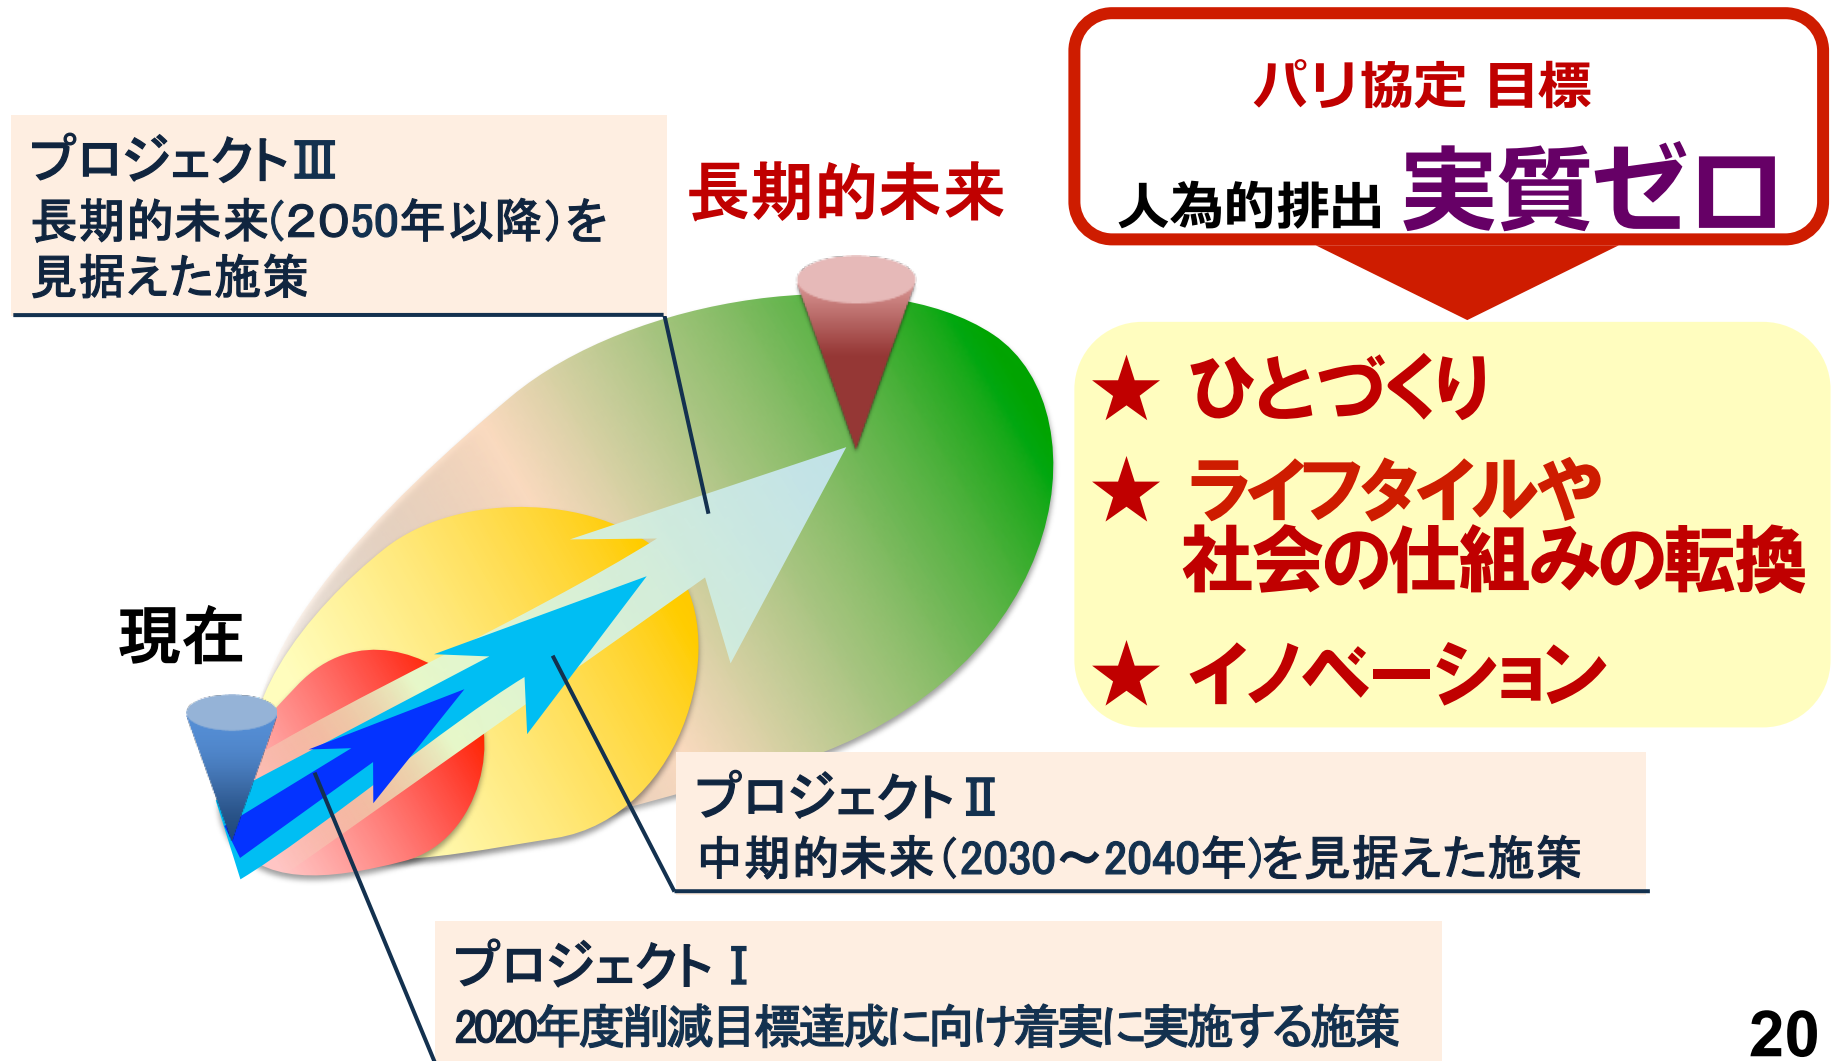 パリ協定 目標
人為的排出 実質ゼロ
プロジェクトⅢ
長期的未来(2050年以降)を
見据えた施策
長期的未来
★ ひとづくり
★ ライフタイルや
社会の仕組みの転換
★ イノベーション
現在
プロジェクトⅡ
中期的未来(2030～2040年)を見据えた施策
プロジェクトⅠ
2020年度削減目標達成に向け着実に実施する施策
20